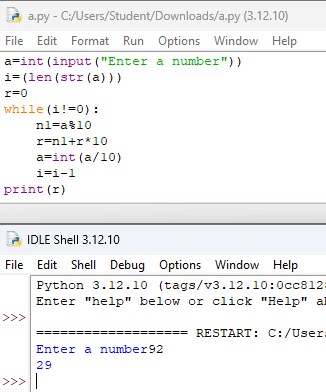 a.py - C:/Users/Student/Downloads/a.py (3.12.10)
File Edit Format Run Options Window Help
a=int(input("Enter a number"))
i=(len(str(a)))
r=0
while(i!=0):
    n1=a%10
    r=n1+r*10
    a=int(a/10)
    i=i-1
print(r)
IDLE Shell 3.12.10
File Edit Shell Debug Options Window Help
Python 3.12.10 (tags/v3.12.10:0cc812
Enter "help" below or click "Help" a
>>>
=================== RESTART: C:/User
Enter a number92
29
>>>